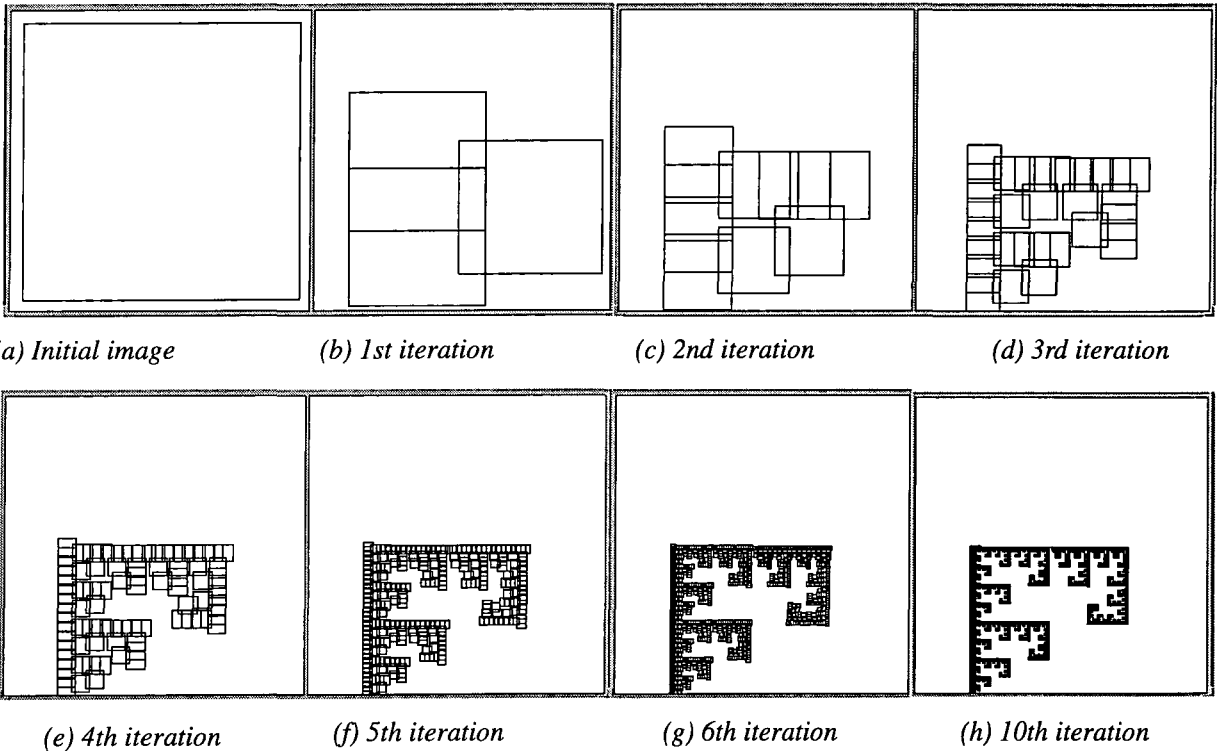 a) Initial image
(b) 1st iteration
(c) 2nd iteration
(d) 3rd iteration
(e) 4th iteration
(f) 5th iteration
(g) 6th iteration
(h) 10th iteration